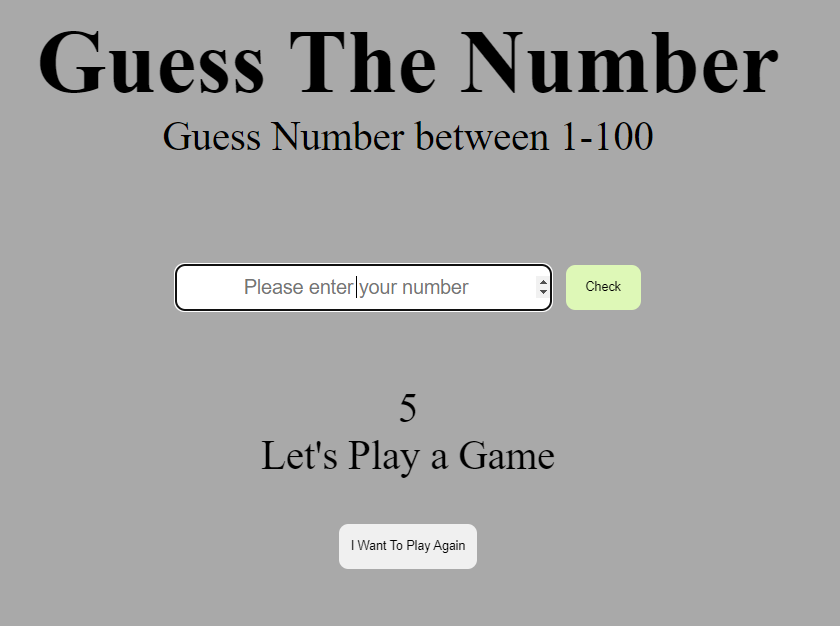 Guess The Number
Guess Number between 1-100
Please enter your number
Check
5
Let's Play a Game
I Want To Play Again